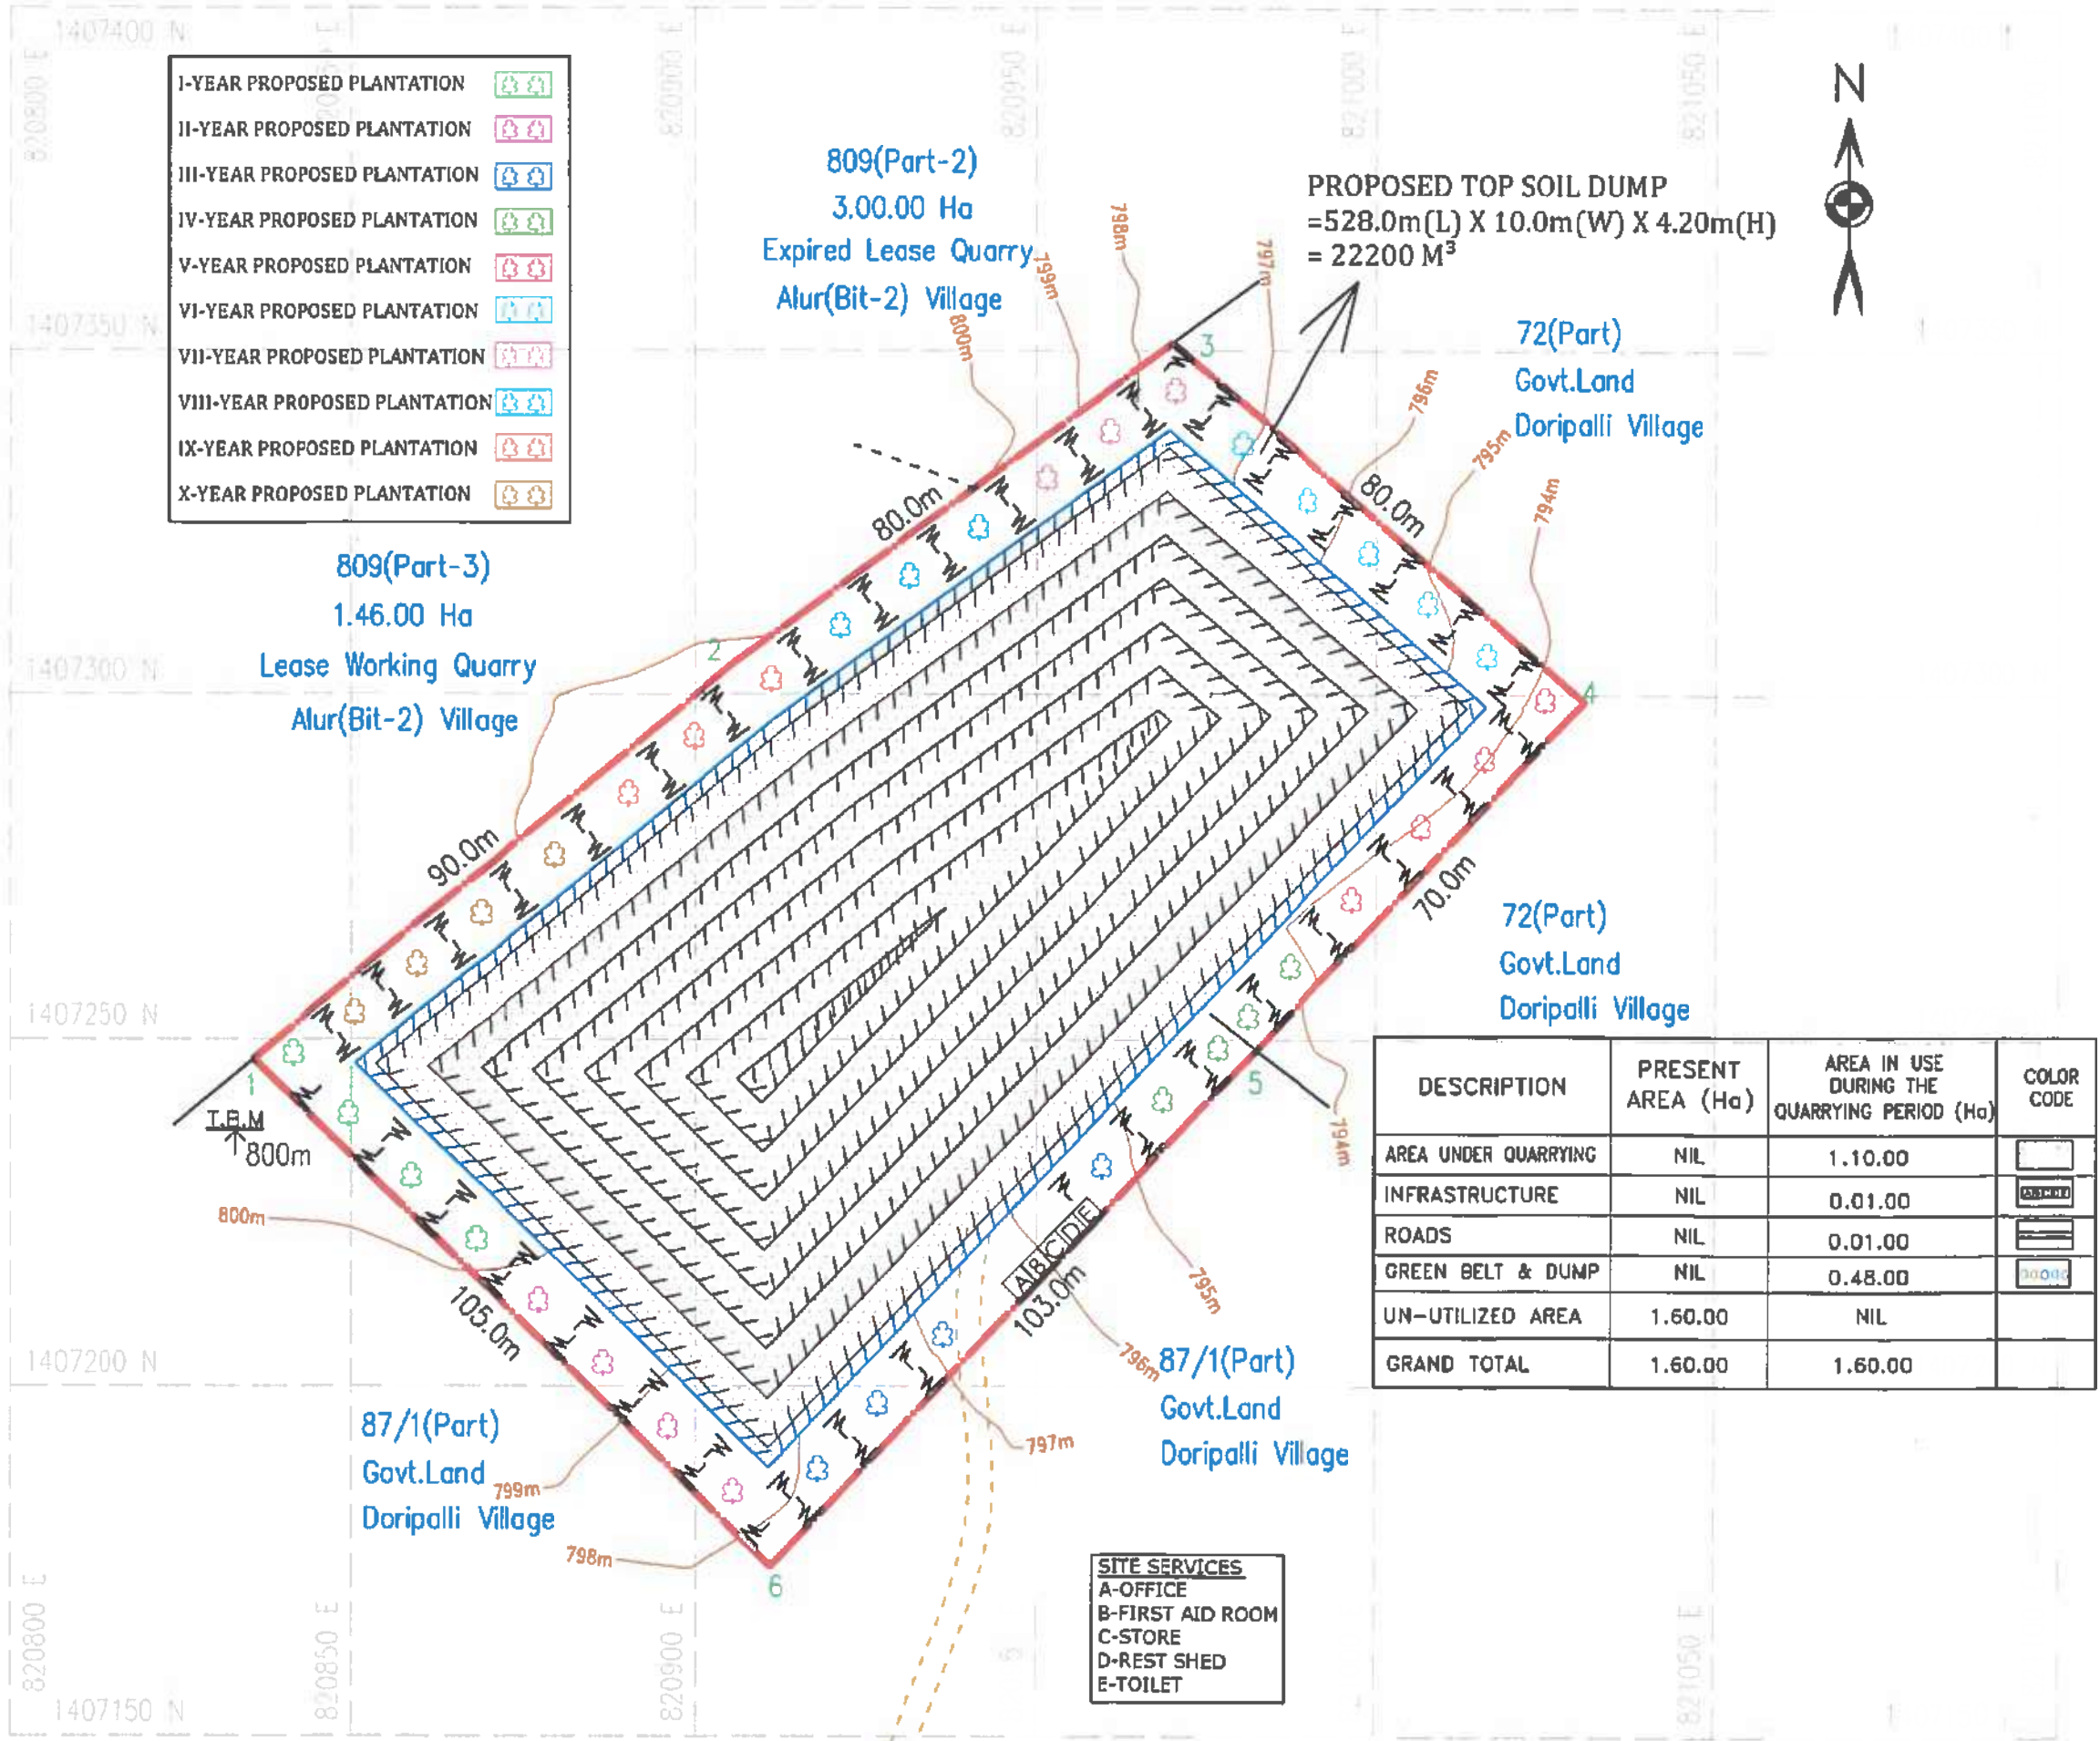 1407400 N
820800 E
820900 E
820950 E
821000 E
821050 E
I-YEAR PROPOSED PLANTATION
II-YEAR PROPOSED PLANTATION
III-YEAR PROPOSED PLANTATION
IV-YEAR PROPOSED PLANTATION
V-YEAR PROPOSED PLANTATION
VI-YEAR PROPOSED PLANTATION
VII-YEAR PROPOSED PLANTATION
VIII-YEAR PROPOSED PLANTATION
IX-YEAR PROPOSED PLANTATION
X-YEAR PROPOSED PLANTATION
N
809(Part-2)
3.00.00 Ha
Expired Lease Quarry
Alur(Bit-2) Village
PROPOSED TOP SOIL DUMP
=528.0m(L) X 10.0m(W) X 4.20m(H)
= 22200 M³
800m
799m
798m
797m
796m
795m
794m
1407350 N
72(Part)
Govt.Land
Doripalli Village
3
80.0m
80.0m
809(Part-3)
1.46.00 Ha
Lease Working Quarry
Alur(Bit-2) Village
2
1407300 N
4
90.0m
70.0m
72(Part)
Govt.Land
Doripalli Village
1407250 N
1
T.B.M
800m
5
794m
800m
ABCDE
105.0m
103.0m
795m
796m
797m
1407200 N
87/1(Part)
Govt.Land
Doripalli Village
87/1(Part)
Govt.Land
Doripalli Village
799m
798m
6
DESCRIPTION
PRESENT AREA (Ha)
AREA IN USE DURING THE QUARRYING PERIOD (Ha)
COLOR CODE
AREA UNDER QUARRYING NIL 1.10.00
INFRASTRUCTURE NIL 0.01.00
ROADS NIL 0.01.00
GREEN BELT & DUMP NIL 0.48.00
UN-UTILIZED AREA 1.60.00 NIL
GRAND TOTAL 1.60.00 1.60.00
SITE SERVICES
A-OFFICE
B-FIRST AID ROOM
C-STORE
D-REST SHED
E-TOILET
820800 E
820850 E
820900 E
821050 E
1407150 N